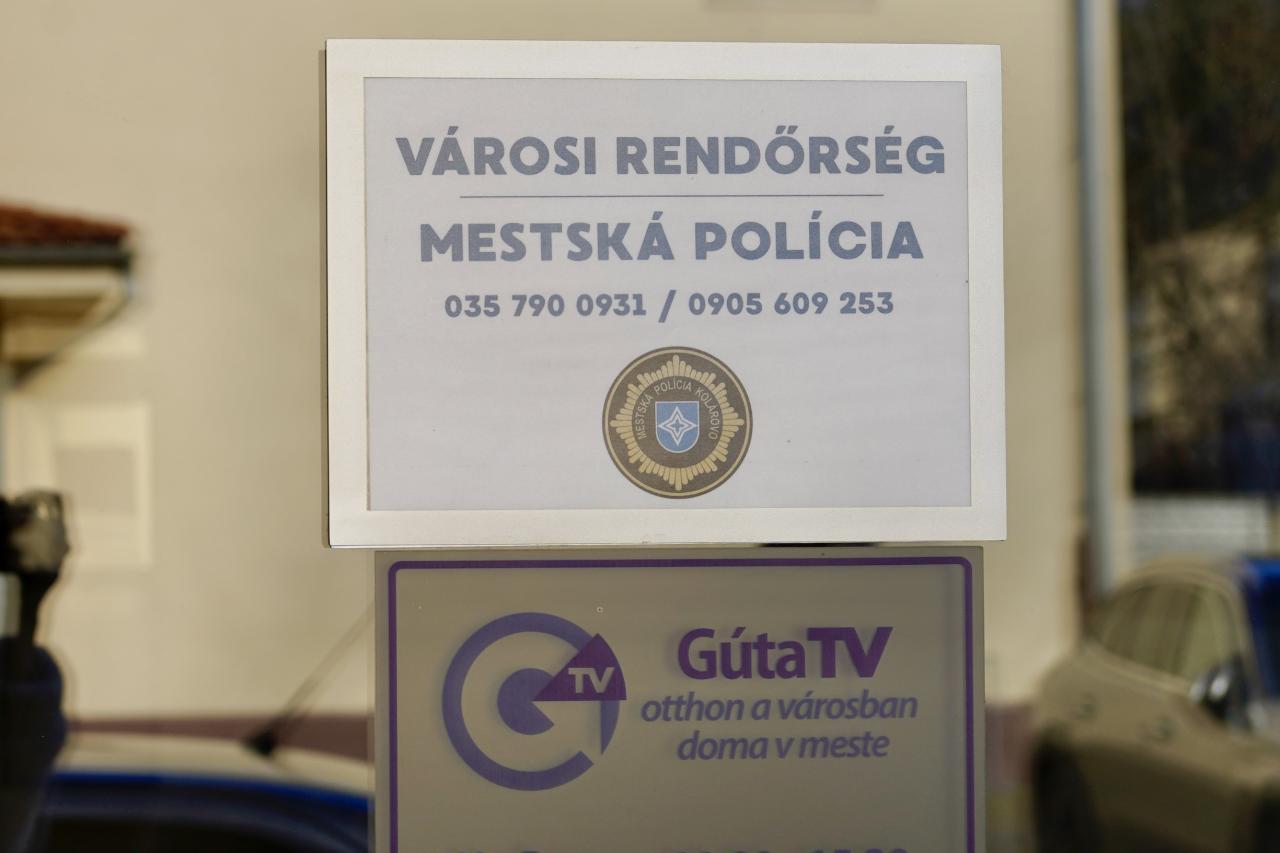 VÁROSI RENDŐRSÉG
MESTSKÁ POLÍCIA
035 790 0931 / 0905 609 253
MESTSKÁ POLÍCIA KOLÁROVO
TV
GútaTV
otthon a városban
doma v meste